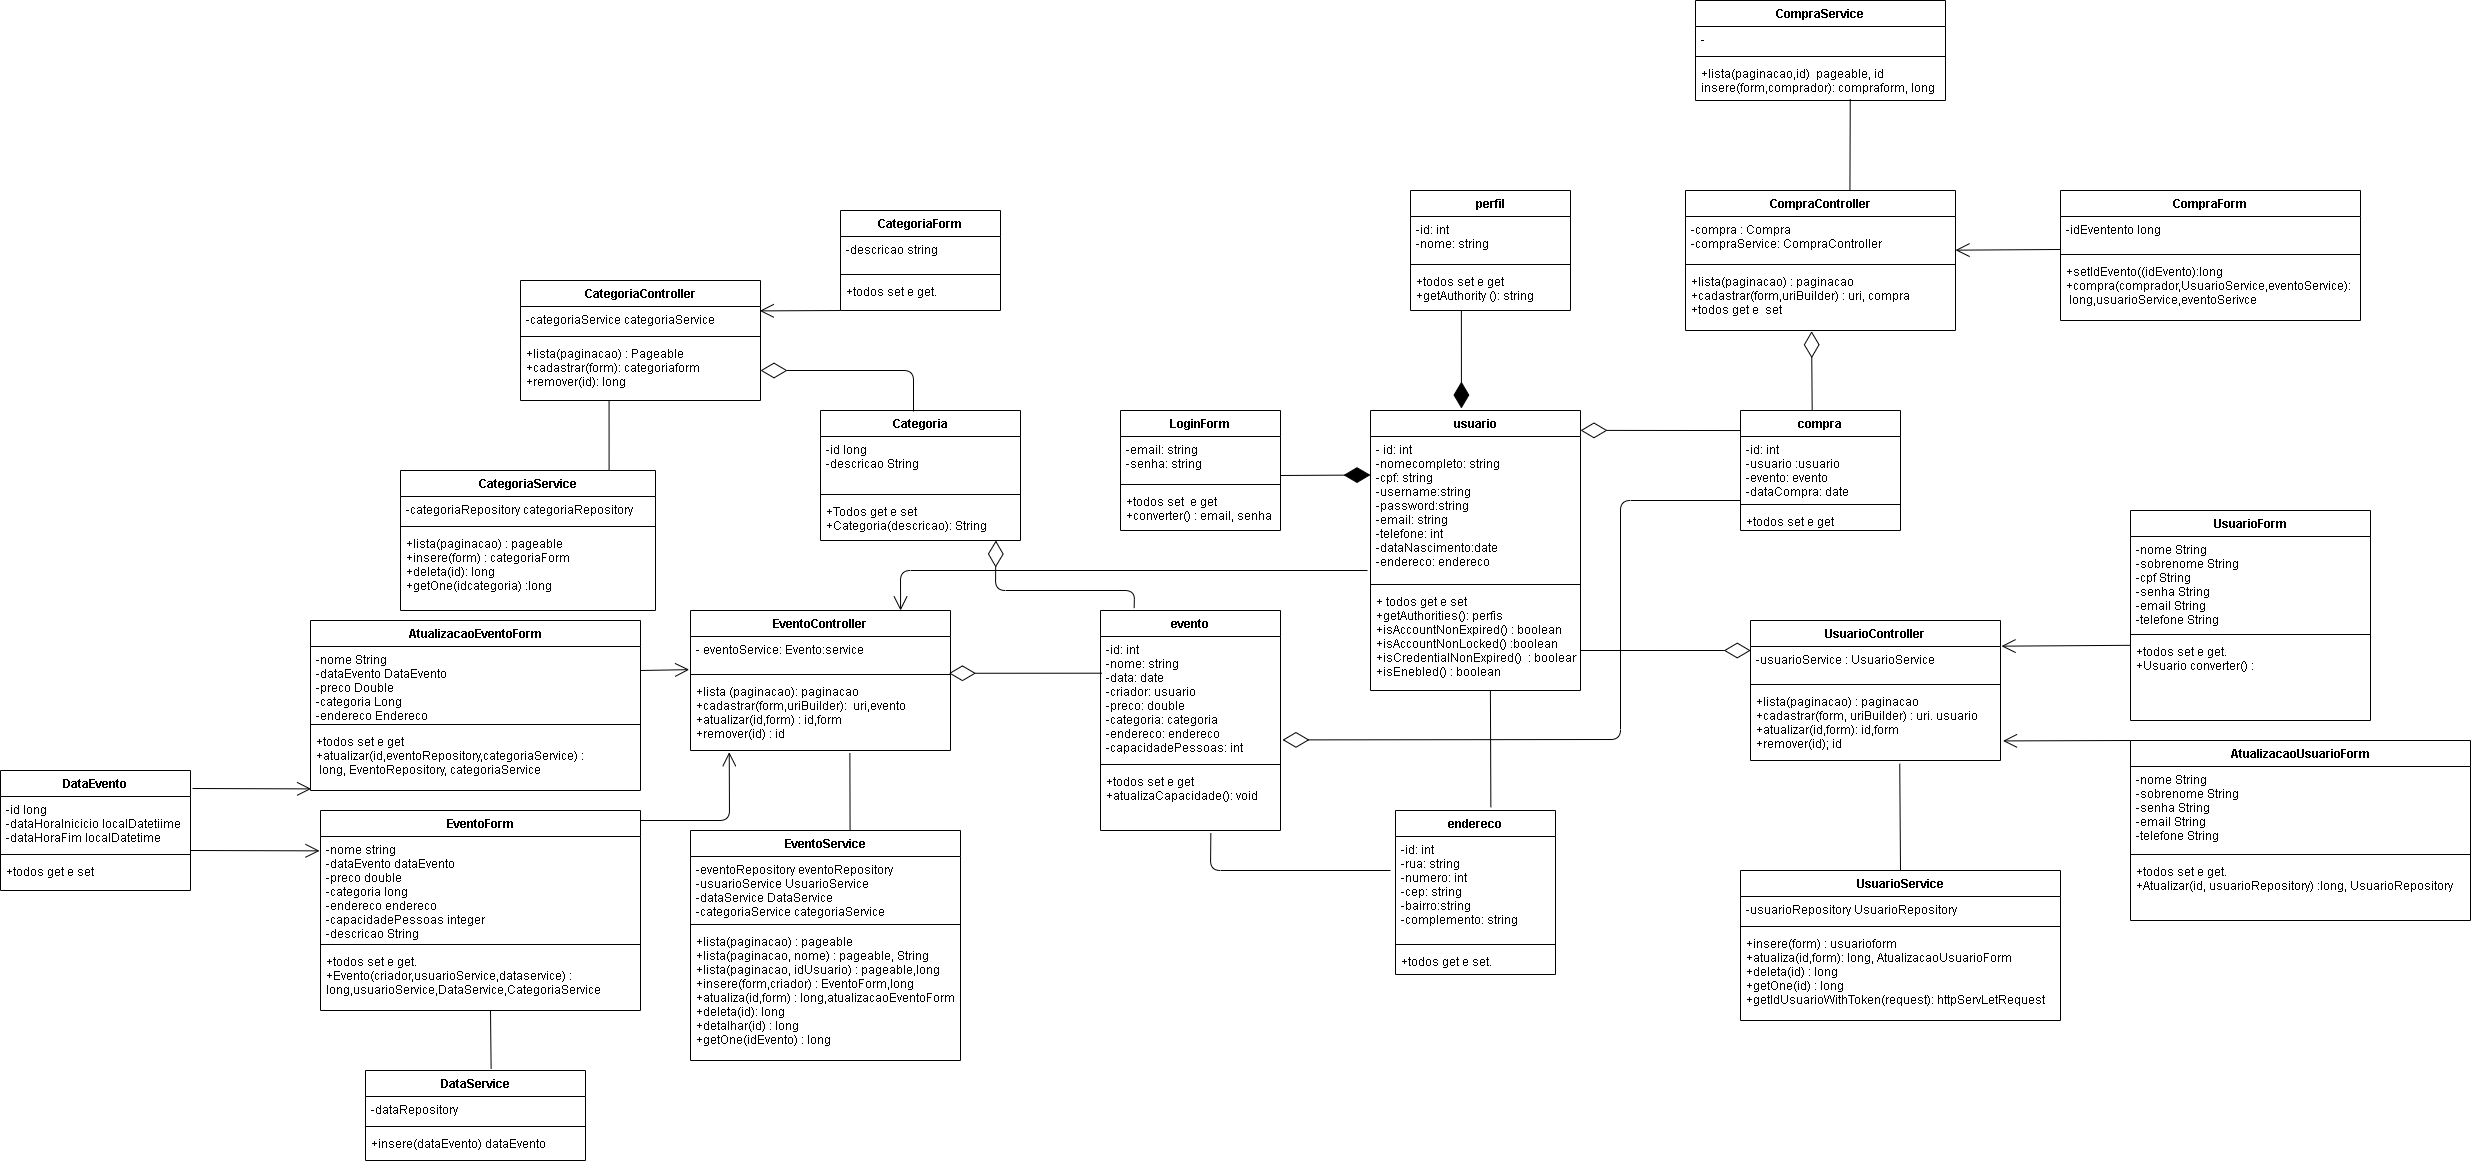 CompraService
-
+lista(paginacao,id)  pageable, id
insere(form,comprador): compraform, long
perfil
-id: int
-nome: string
+todos set e get
+getAuthority (): string
CompraController
-compra : Compra
-compraService: CompraController
+lista(paginacao) : paginacao
+cadastrar(form,uriBuilder) : uri, compra
+todos get e  set
CompraForm
-idEventento long
+setIdEvento((idEvento):long
+compra(comprador,UsuarioService,eventoService):
long,usuarioService,eventoSerivce
CategoriaForm
-descricao string
+todos set e get.
CategoriaController
-categoriaService categoriaService
+lista(paginacao) : Pageable
+cadastrar(form): categoriaform
+remover(id): long
Categoria
-id long
-descricao String
+Todos get e set
+Categoria(descricao): String
LoginForm
-email: string
-senha: string
+todos set  e get
+converter() : email, senha
usuario
- id: int
-nomecompleto: string
-cpf: string
-username:string
-password:string
-email: string
-telefone: int
-dataNascimento:date
-endereco: endereco
+ todos get e set
+getAuthorities(): perfis
+isAccountNonExpired() : boolean
+isAccountNonLocked() :boolean
+isCredentialNonExpired()  : boolear
+isEnebled() : boolean
compra
-id: int
-usuario :usuario
-evento: evento
-dataCompra: date
+todos set e get
CategoriaService
-categoriaRepository categoriaRepository
+lista(paginacao) : pageable
+insere(form) : categoriaForm
+deleta(id): long
+getOne(idcategoria) :long
UsuarioForm
-nome String
-sobrenome String
-cpf String
-senha String
-email String
-telefone String
+todos set e get.
+Usuario converter() :
AtualizacaoEventoForm
-nome String
-dataEvento DataEvento
-preco Double
-categoria Long
-endereco Endereco
+todos set e get
+atualizar(id,eventoRepository,categoriaService) :
long, EventoRepository, categoriaService
EventoController
- eventoService: Evento:service
+lista (paginacao): paginacao
+cadastrar(form,uriBuilder):  uri,evento
+atualizar(id,form) : id,form
+remover(id) : id
evento
-id: int
-nome: string
-data: date
-criador: usuario
-preco: double
-categoria: categoria
-endereco: endereco
-capacidadePessoas: int
+todos set e get
+atualizaCapacidade(): void
UsuarioController
-usuarioService : UsuarioService
+lista(paginacao) : paginacao
+cadastrar(form, uriBuilder) : uri. usuario
+atualizar(id,form): id,form
+remover(id); id
AtualizacaoUsuarioForm
-nome String
-sobrenome String
-senha String
-email String
-telefone String
+todos set e get.
+Atualizar(id, usuarioRepository) :long, UsuarioRepository
DataEvento
-id long
-dataHoraInicicio localDatetiime
-dataHoraFim localDatetime
+todos get e set
EventoForm
-nome string
-dataEvento dataEvento
-preco double
-categoria long
-endereco endereco
-capacidadePessoas integer
-descricao String
+todos set e get.
+Evento(criador,usuarioService,dataservice) :
long,usuarioService,DataService,CategoriaService
EventoService
-eventoRepository eventoRepository
-usuarioService UsuarioService
-dataService DataService
-categoriaService categoriaService
+lista(paginacao) : pageable
+lista(paginacao, nome) : pageable, String
+lista(paginacao, idUsuario) : pageable,long
+insere(form,criador) : EventoForm,long
+atualiza(id,form) : long,atualizacaoEventoForm
+deleta(id): long
+detalhar(id) : long
+getOne(idEvento) : long
endereco
-id: int
-rua: string
-numero: int
-cep: string
-bairro:string
-complemento: string
+todos get e set.
UsuarioService
-usuarioRepository UsuarioRepository
+insere(form) : usuarioform
+atualiza(id,form): long, AtualizacaoUsuarioForm
+deleta(id) : long
+getOne(id) : long
+getIdUsuarioWithToken(request): httpServLetRequest
DataService
-dataRepository
+insere(dataEvento) dataEvento